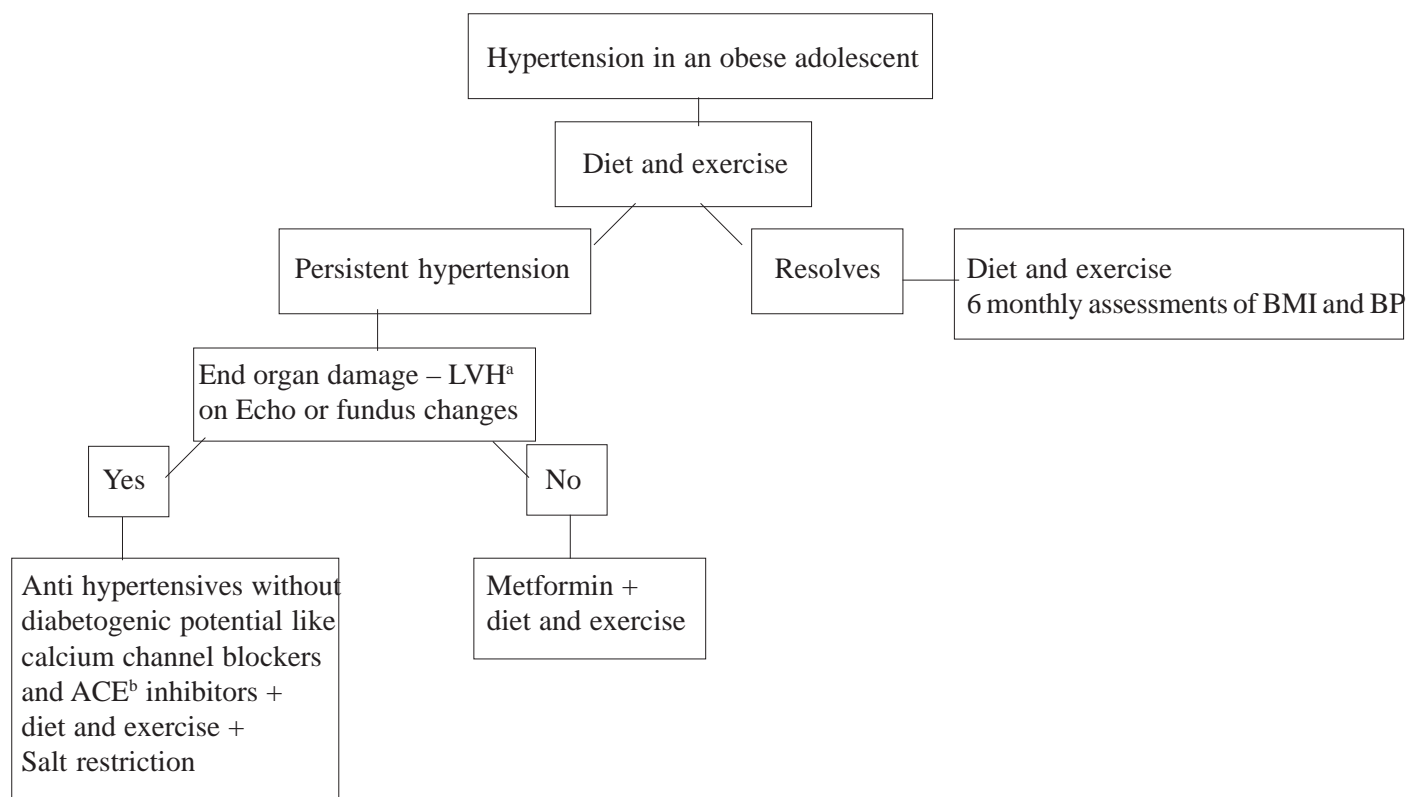 Hypertension in an obese adolescent
Diet and exercise
Persistent hypertension
Resolves
Diet and exercise
6 monthly assessments of BMI and BP
End organ damage – LVHᵃ
on Echo or fundus changes
Yes
No
Anti hypertensives without
diabetogenic potential like
calcium channel blockers
and ACEᵇ inhibitors +
diet and exercise +
Salt restriction
Metformin +
diet and exercise